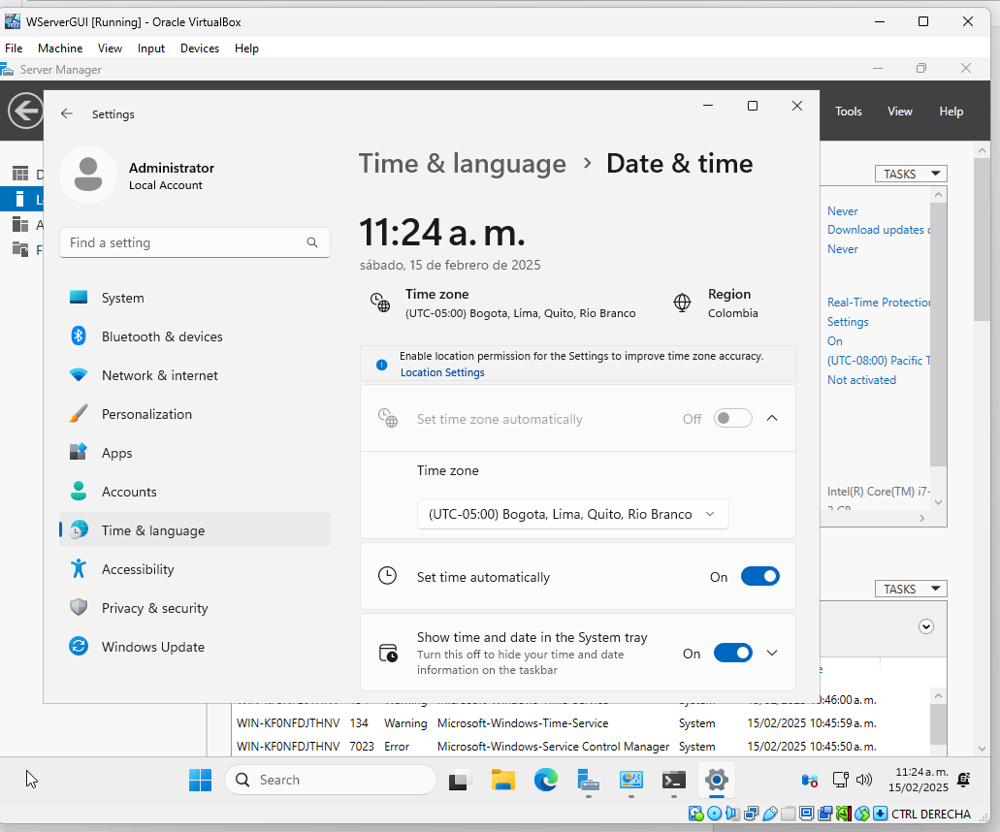 WServerGUI [Running] - Oracle VirtualBox
File Machine View Input Devices Help
Server Manager
Tools View Help
Settings
Administrator
Local Account
Find a setting
System
Bluetooth & devices
Network & internet
Personalization
Apps
Accounts
Time & language
Accessibility
Privacy & security
Windows Update
Time & language › Date & time
11:24 a. m.
sábado, 15 de febrero de 2025
Time zone
(UTC-05:00) Bogota, Lima, Quito, Rio Branco
Region
Colombia
Enable location permission for the Settings to improve time zone accuracy.
Location Settings
Set time zone automatically Off
Time zone
(UTC-05:00) Bogota, Lima, Quito, Rio Branco
Set time automatically On
Show time and date in the System tray On
Turn this off to hide your time and date
information on the taskbar
TASKS
Never
Download updates
Never
Real-Time Protection
Settings
On
(UTC-08:00) Pacific T
Not activated
Intel(R) Core(TM) i7-
TASKS
WIN-KF0NFDJTHNV 134 Warning Microsoft-Windows-Time-Service System 15/02/2025 10:46:00 a. m.
WIN-KF0NFDJTHNV 134 Warning Microsoft-Windows-Time-Service System 15/02/2025 10:45:59 a. m.
WIN-KF0NFDJTHNV 7023 Error Microsoft-Windows-Service Control Manager System 15/02/2025 10:45:50 a. m.
Search
11:24 a. m.
15/02/2025
CTRL DERECHA